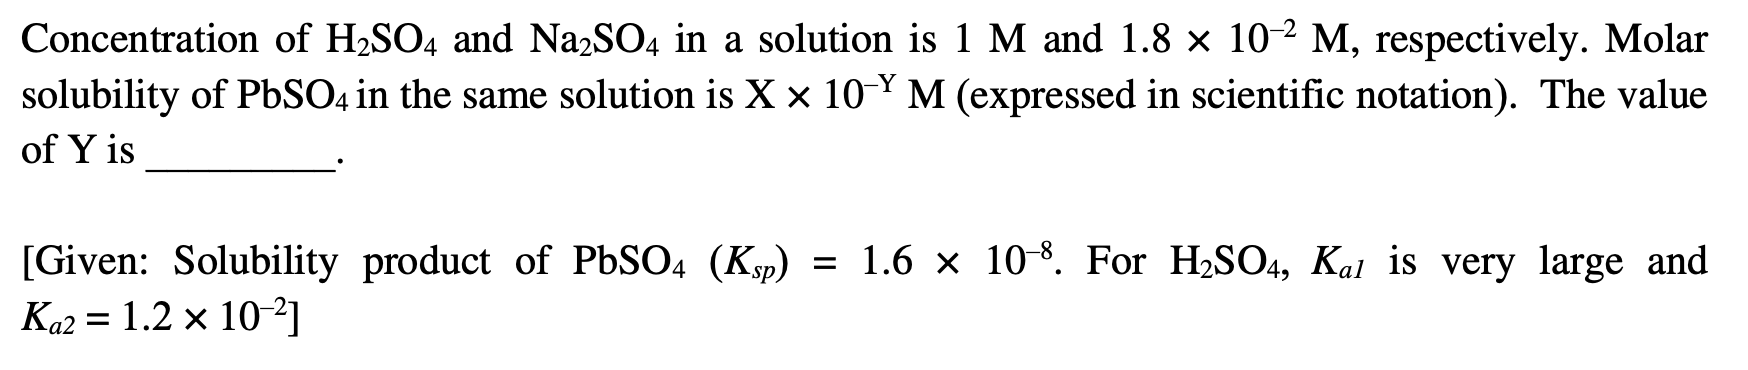 Concentration of H₂SO₄ and Na₂SO₄ in a solution is 1 M and 1.8 × 10⁻² M, respectively. Molar
solubility of PbSO₄ in the same solution is X × 10⁻ʸ M (expressed in scientific notation). The value
of Y is __________.
[Given: Solubility product of PbSO₄ (Kₛₚ) = 1.6 × 10⁻⁸. For H₂SO₄, Kₐ₁ is very large and
Kₐ₂ = 1.2 × 10⁻²]